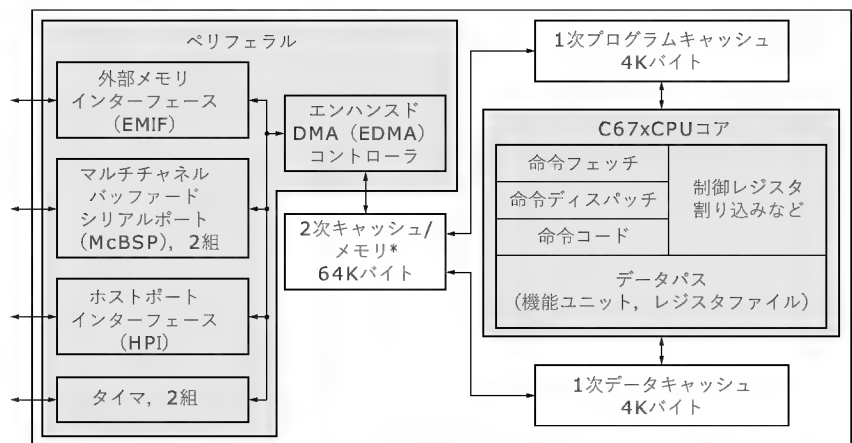 ペリフェラル
外部メモリ
インターフェース
(EMIF)
マルチチャネル
バッファード
シリアルポート
(McBSP), 2組
ホストポート
インターフェース
(HPI)
タイマ, 2組
エンハンスド
DMA (EDMA)
コントローラ
2次キャッシュ/
メモリ*
64Kバイト
1次プログラムキャッシュ
4Kバイト
C67xCPUコア
命令フェッチ
命令ディスパッチ
命令コード
制御レジスタ
割り込みなど
データパス
(機能ユニット, レジスタファイル)
1次データキャッシュ
4Kバイト